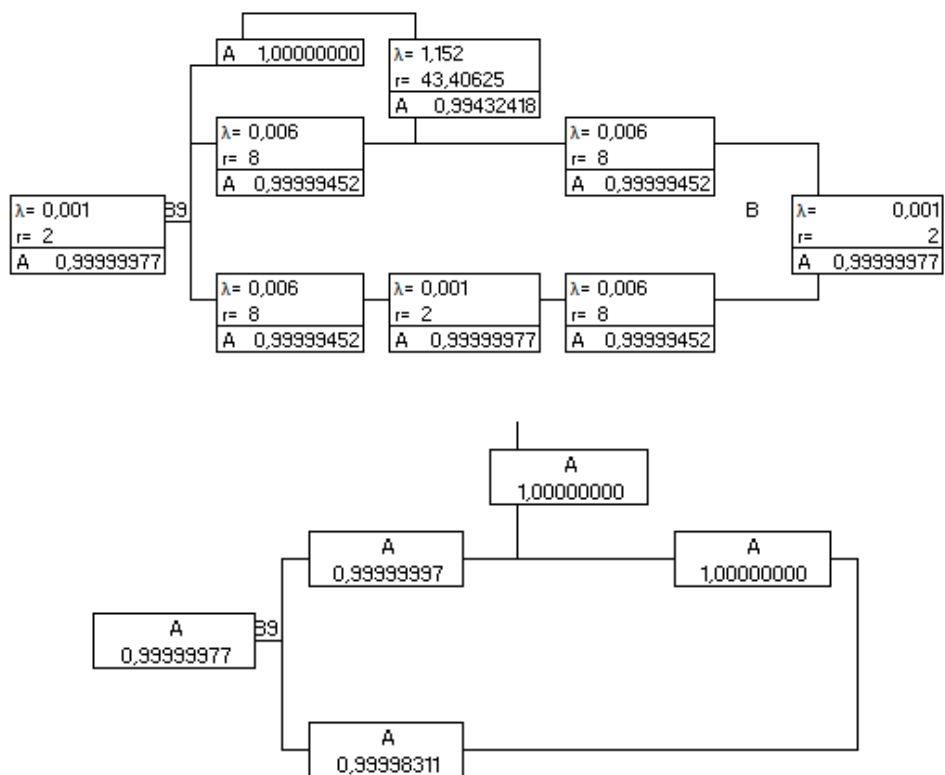 A 1,00000000
λ= 1,152
r= 43,40625
A 0,99432418
λ= 0,006
r= 8
A 0,99999452
λ= 0,006
r= 8
A 0,99999452
λ= 0,001
r= 2
A 0,99999977
B9
B
λ= 0,001
r= 2
A 0,99999977
λ= 0,006
r= 8
A 0,99999452
λ= 0,001
r= 2
A 0,99999977
λ= 0,006
r= 8
A 0,99999452
A
1,00000000
A
0,99999997
A
1,00000000
A
0,99999977
B9
A
0,99998311